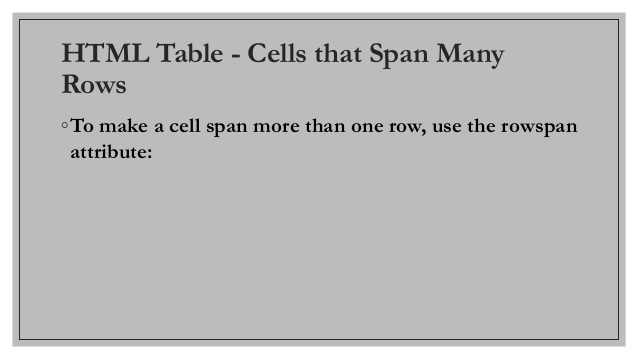 HTML Table - Cells that Span Many
Rows
◦To make a cell span more than one row, use the rowspan
attribute: